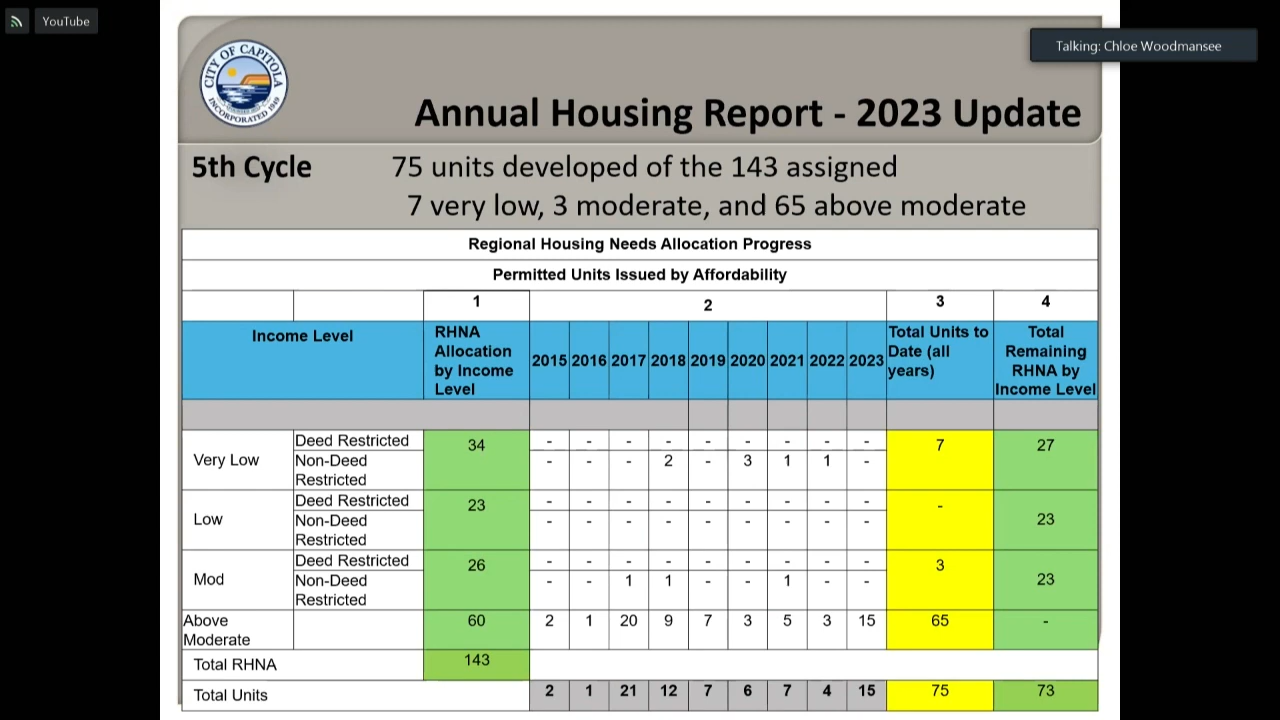 YouTube
Talking: Chloe Woodmansee
CITY OF CAPITOLA
INCORPORATED 1949
Annual Housing Report - 2023 Update
5th Cycle 75 units developed of the 143 assigned
7 very low, 3 moderate, and 65 above moderate
Regional Housing Needs Allocation Progress
Permitted Units Issued by Affordability
1 2 3 4
Income Level RHNA Allocation by Income Level 2015 2016 2017 2018 2019 2020 2021 2022 2023 Total Units to Date (all years) Total Remaining RHNA by Income Level
Very Low Deed Restricted 34 - - - - - - - - - 7 27
Non-Deed Restricted - - - 2 - 3 1 1 -
Low Deed Restricted 23 - - - - - - - - - - 23
Non-Deed Restricted - - - - - - - - -
Mod Deed Restricted 26 - - - - - - - - - 3 23
Non-Deed Restricted - - 1 1 - - 1 - -
Above Moderate 60 2 1 20 9 7 3 5 3 15 65 -
Total RHNA 143
Total Units 2 1 21 12 7 6 7 4 15 75 73